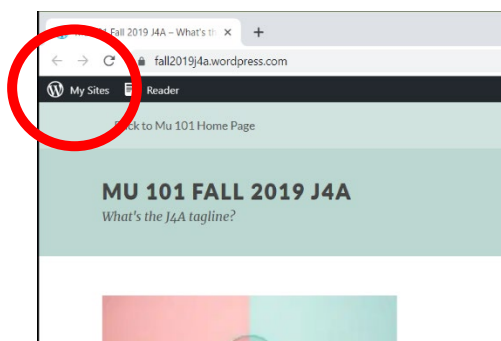 Fall 2019 J4A – What's th
fall2019j4a.wordpress.com
My Sites Reader
to Mu 101 Home Page
MU 101 FALL 2019 J4A
What's the J4A tagline?